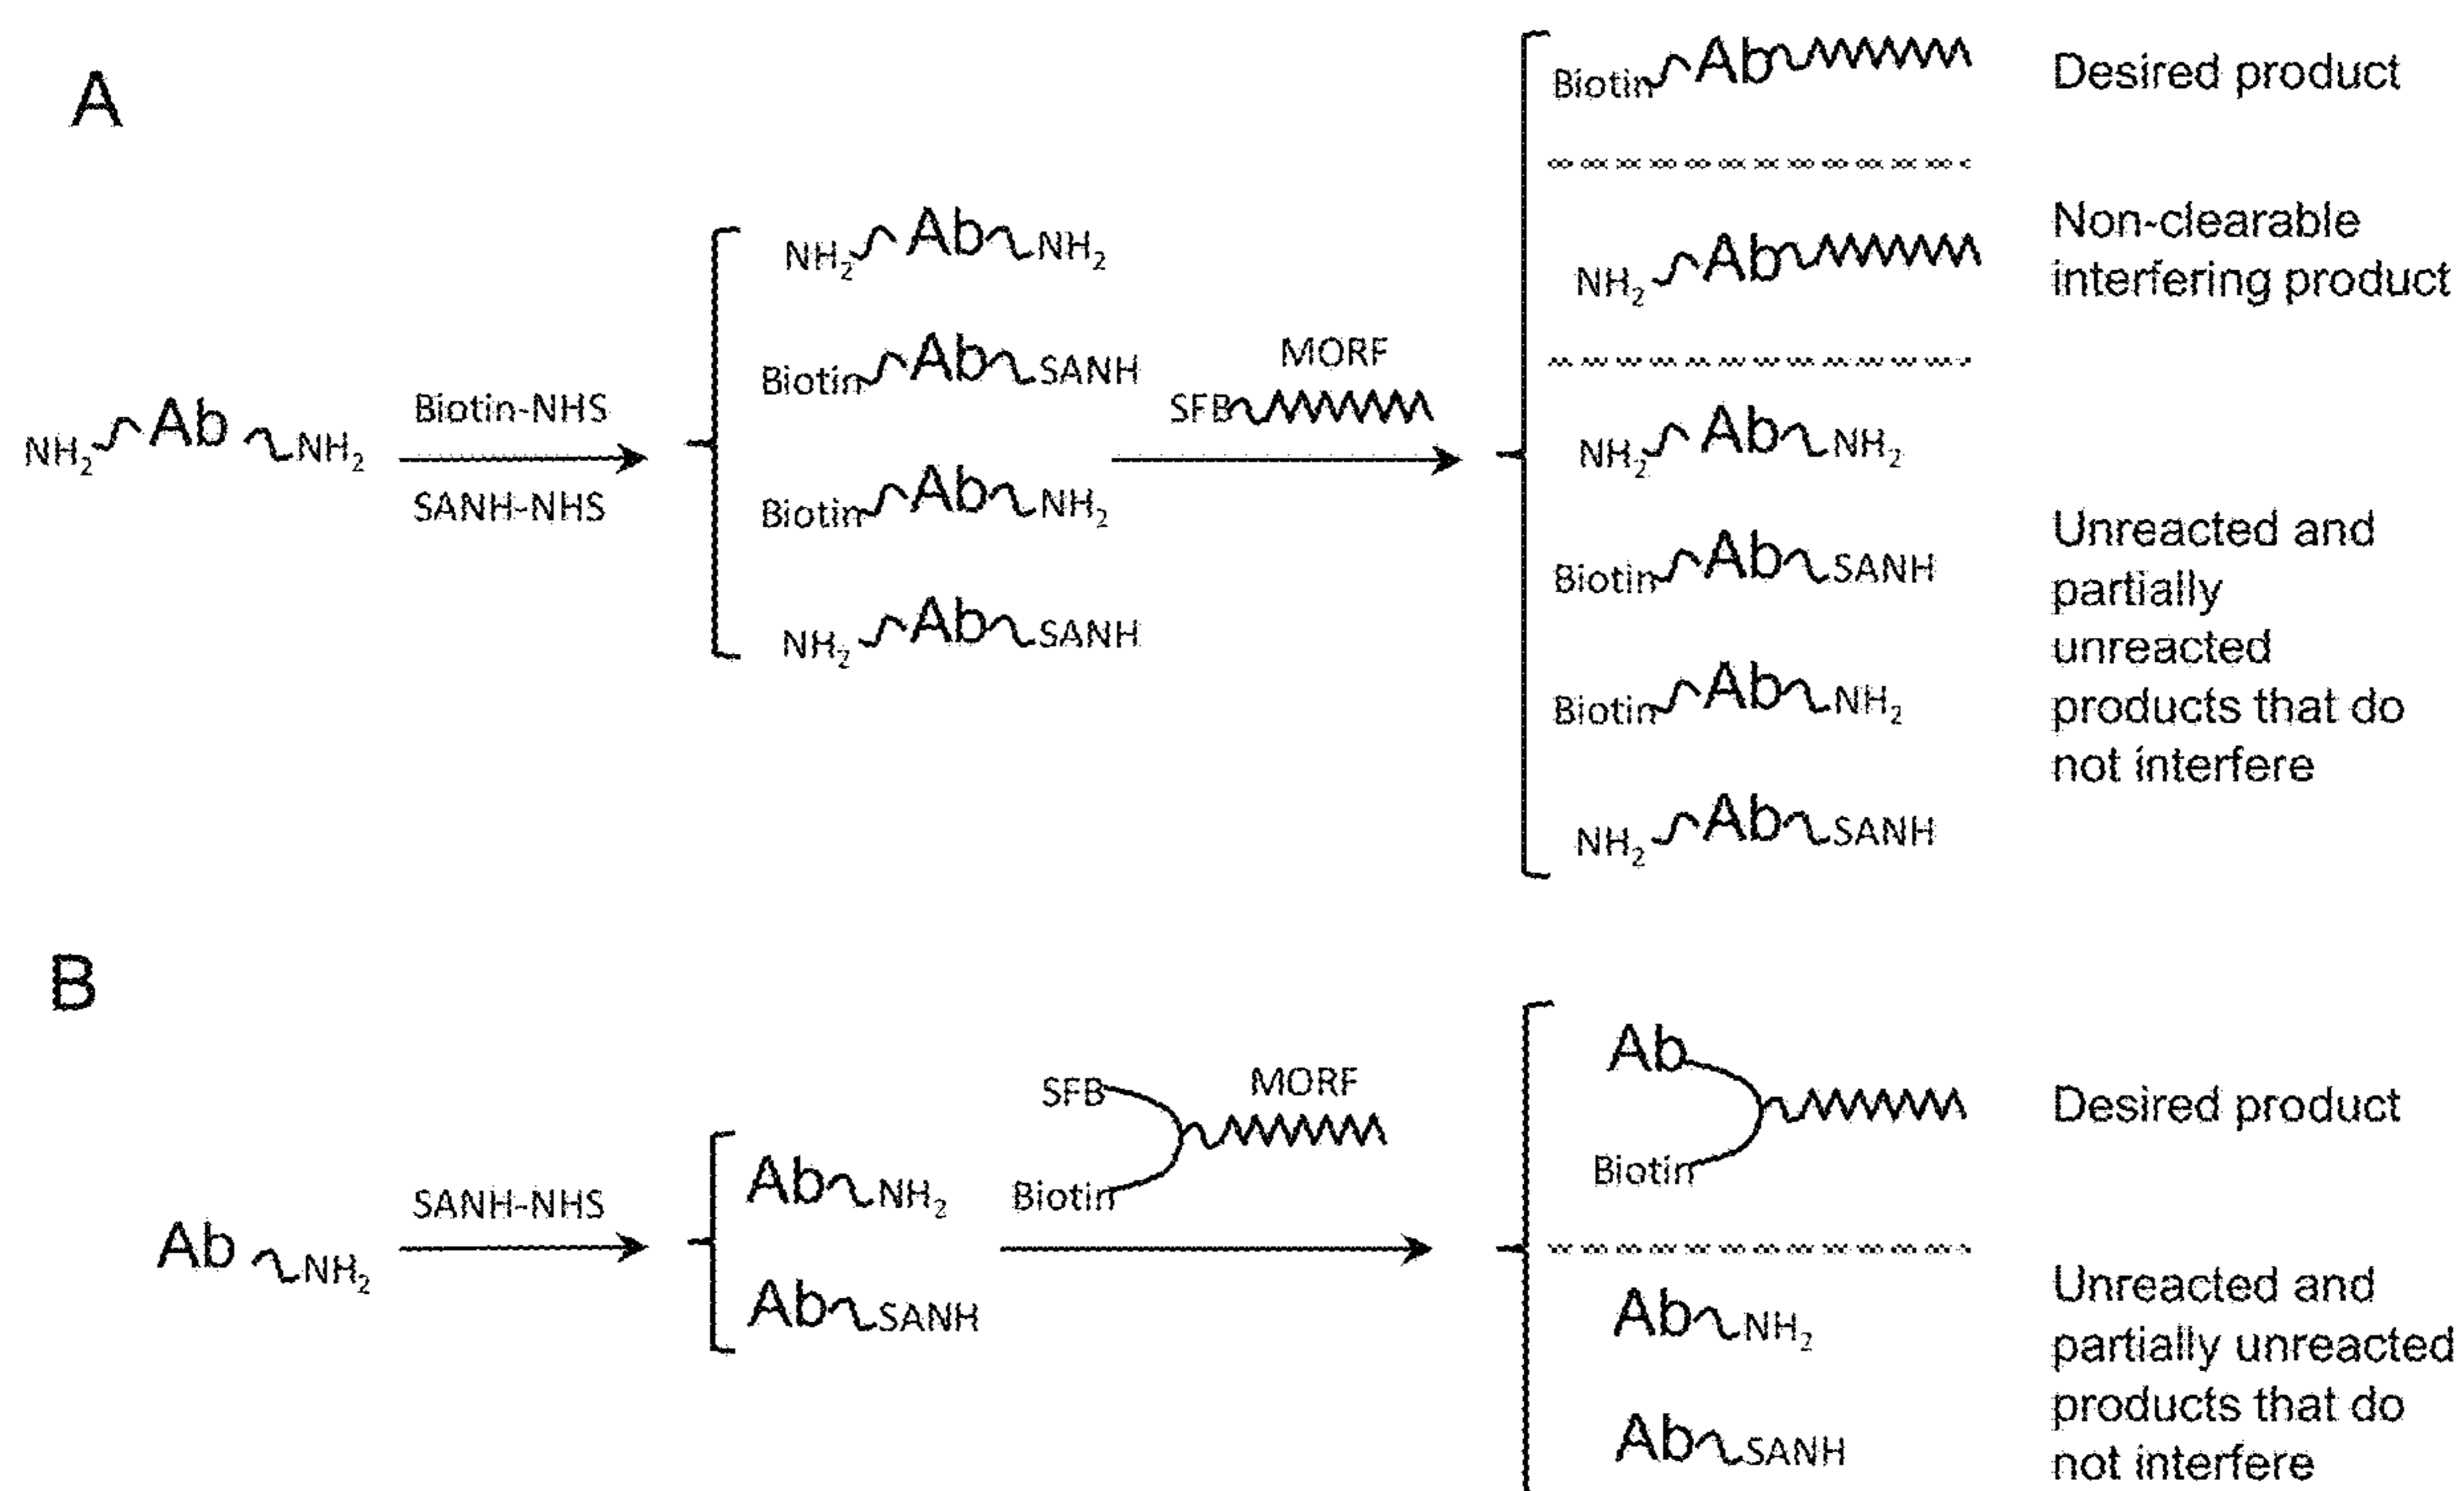 A
NH₂ Ab NH₂
Biotin-NHS
SANH-NHS
NH₂ Ab NH₂
Biotin Ab SANH
Biotin Ab NH₂
NH₂ Ab SANH
MORF
SFB
Biotin Ab
Desired product
NH₂ Ab
Non-clearable
interfering product
NH₂ Ab NH₂
Biotin Ab SANH
Biotin Ab NH₂
NH₂ Ab SANH
Unreacted and
partially
unreacted
products that do
not interfere
B
Ab NH₂
SANH-NHS
Ab NH₂
Ab SANH
SFB
MORF
Biotin
Ab
Biotin
Desired product
Ab NH₂
Ab SANH
Unreacted and
partially unreacted
products that do
not interfere